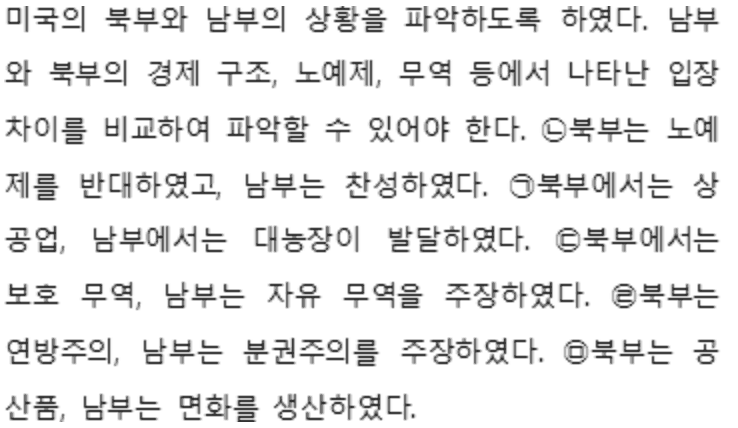 미국의 북부와 남부의 상황을 파악하도록 하였다. 남부
와 북부의 경제 구조, 노예제, 무역 등에서 나타난 입장
차이를 비교하여 파악할 수 있어야 한다. ㉡북부는 노예
제를 반대하였고, 남부는 찬성하였다. ㉠북부에서는 상
공업, 남부에서는 대농장이 발달하였다. ㉢북부에서는
보호 무역, 남부는 자유 무역을 주장하였다. ㉣북부는
연방주의, 남부는 분권주의를 주장하였다. ㉤북부는 공
산품, 남부는 면화를 생산하였다.